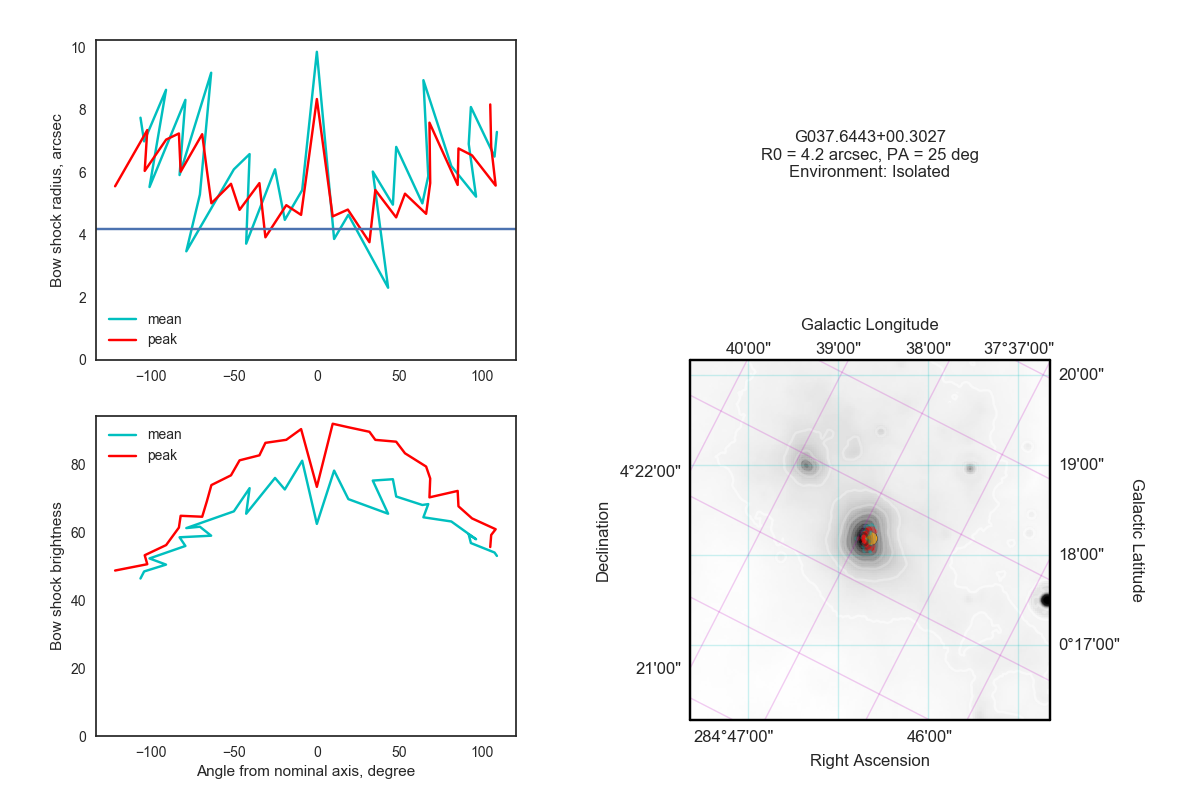 10
8
6
4
2
0
Bow shock radius, arcsec
mean
peak
−100
−50
0
50
100
80
60
40
20
0
Bow shock brightness
mean
peak
−100
−50
0
50
100
Angle from nominal axis, degree
G037.6443+00.3027
R0 = 4.2 arcsec, PA = 25 deg
Environment: Isolated
Galactic Longitude
40'00" 39'00" 38'00" 37°37'00"
20'00"
19'00"
18'00"
0°17'00"
Galactic Latitude
4°22'00"
21'00"
Declination
284°47'00" 46'00"
Right Ascension